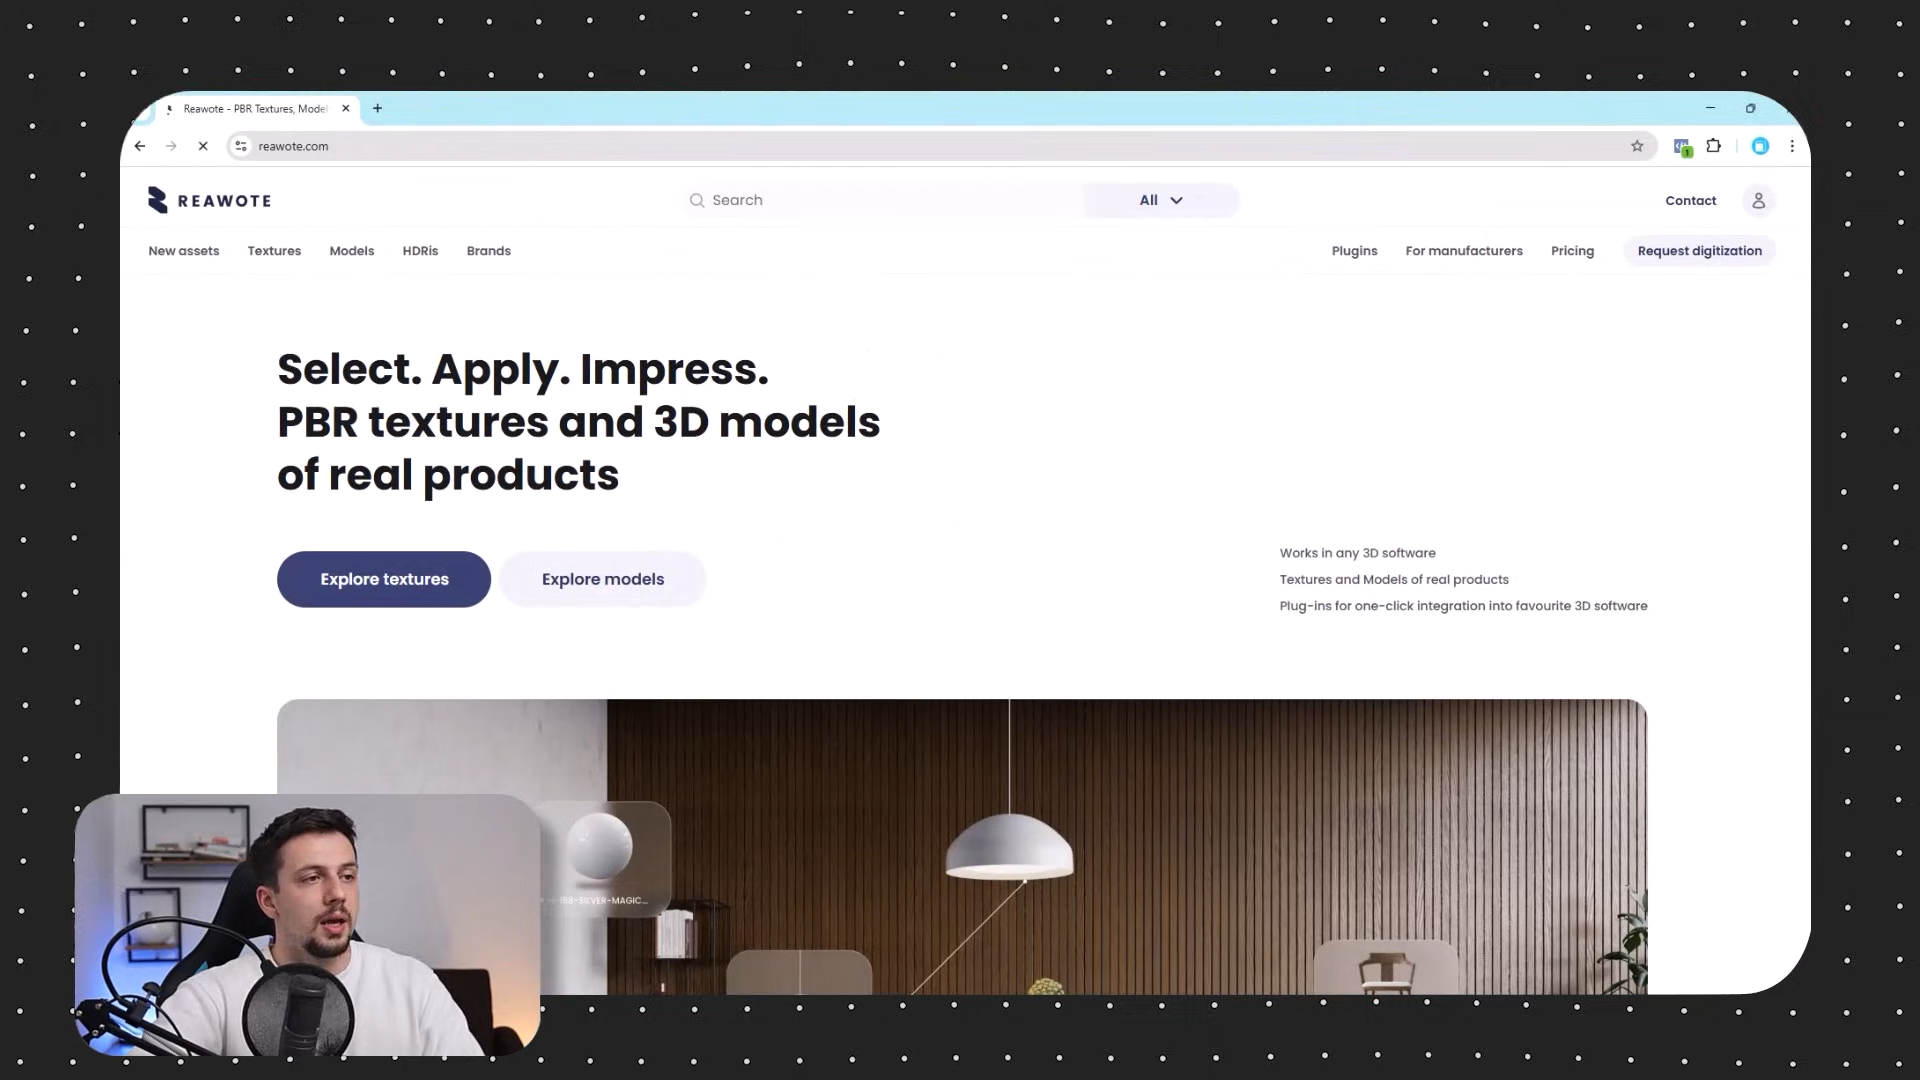 Reawote - PBR Textures, Model
reawote.com
1
REAWOTE
Search
All
Contact
New assets
Textures
Models
HDRis
Brands
Plugins
For manufacturers
Pricing
Request digitization
Select. Apply. Impress.
PBR textures and 3D models
of real products
Explore textures
Explore models
Works in any 3D software
Textures and Models of real products
Plug-ins for one-click integration into favourite 3D software
SILVER-MAGIC...